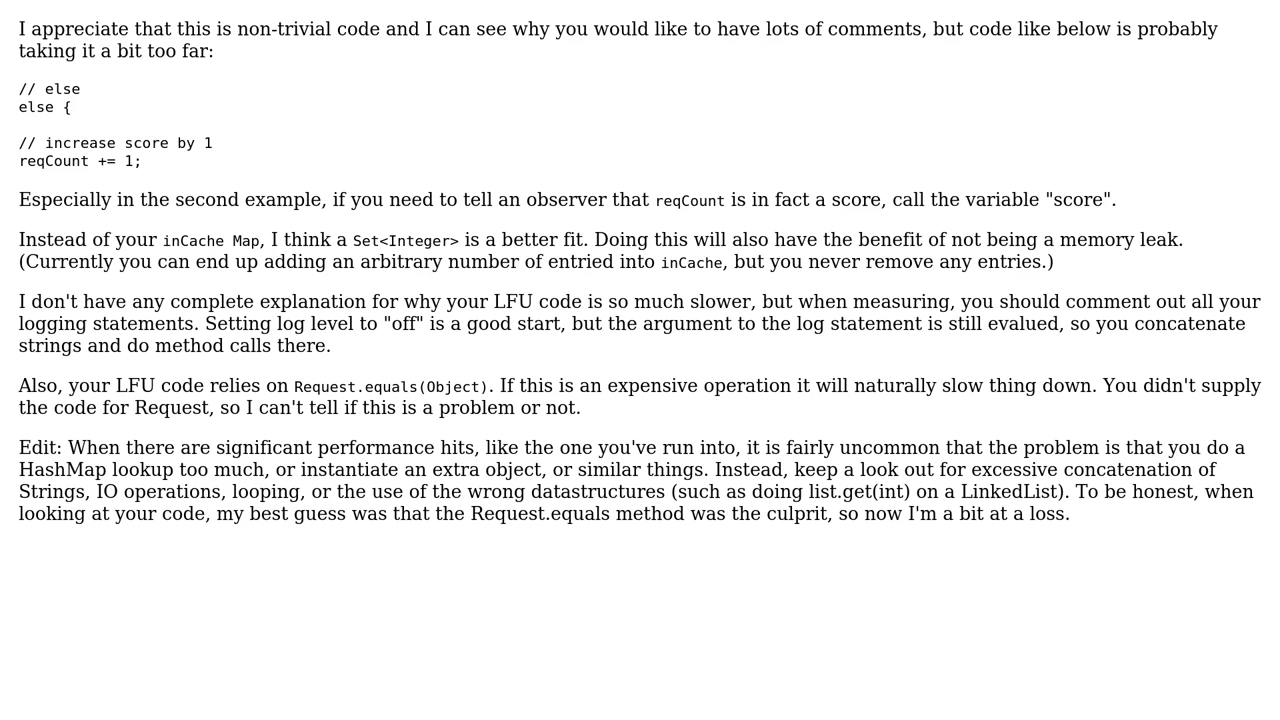 I appreciate that this is non-trivial code and I can see why you would like to have lots of comments, but code like below is probably
taking it a bit too far:
// else
else {
// increase score by 1
reqCount += 1;
Especially in the second example, if you need to tell an observer that reqCount is in fact a score, call the variable "score".
Instead of your inCache Map, I think a Set<Integer> is a better fit. Doing this will also have the benefit of not being a memory leak.
(Currently you can end up adding an arbitrary number of entried into inCache, but you never remove any entries.)
I don't have any complete explanation for why your LFU code is so much slower, but when measuring, you should comment out all your
logging statements. Setting log level to "off" is a good start, but the argument to the log statement is still evalued, so you concatenate
strings and do method calls there.
Also, your LFU code relies on Request.equals(Object). If this is an expensive operation it will naturally slow thing down. You didn't supply
the code for Request, so I can't tell if this is a problem or not.
Edit: When there are significant performance hits, like the one you've run into, it is fairly uncommon that the problem is that you do a
HashMap lookup too much, or instantiate an extra object, or similar things. Instead, keep a look out for excessive concatenation of
Strings, IO operations, looping, or the use of the wrong datastructures (such as doing list.get(int) on a LinkedList). To be honest, when
looking at your code, my best guess was that the Request.equals method was the culprit, so now I'm a bit at a loss.